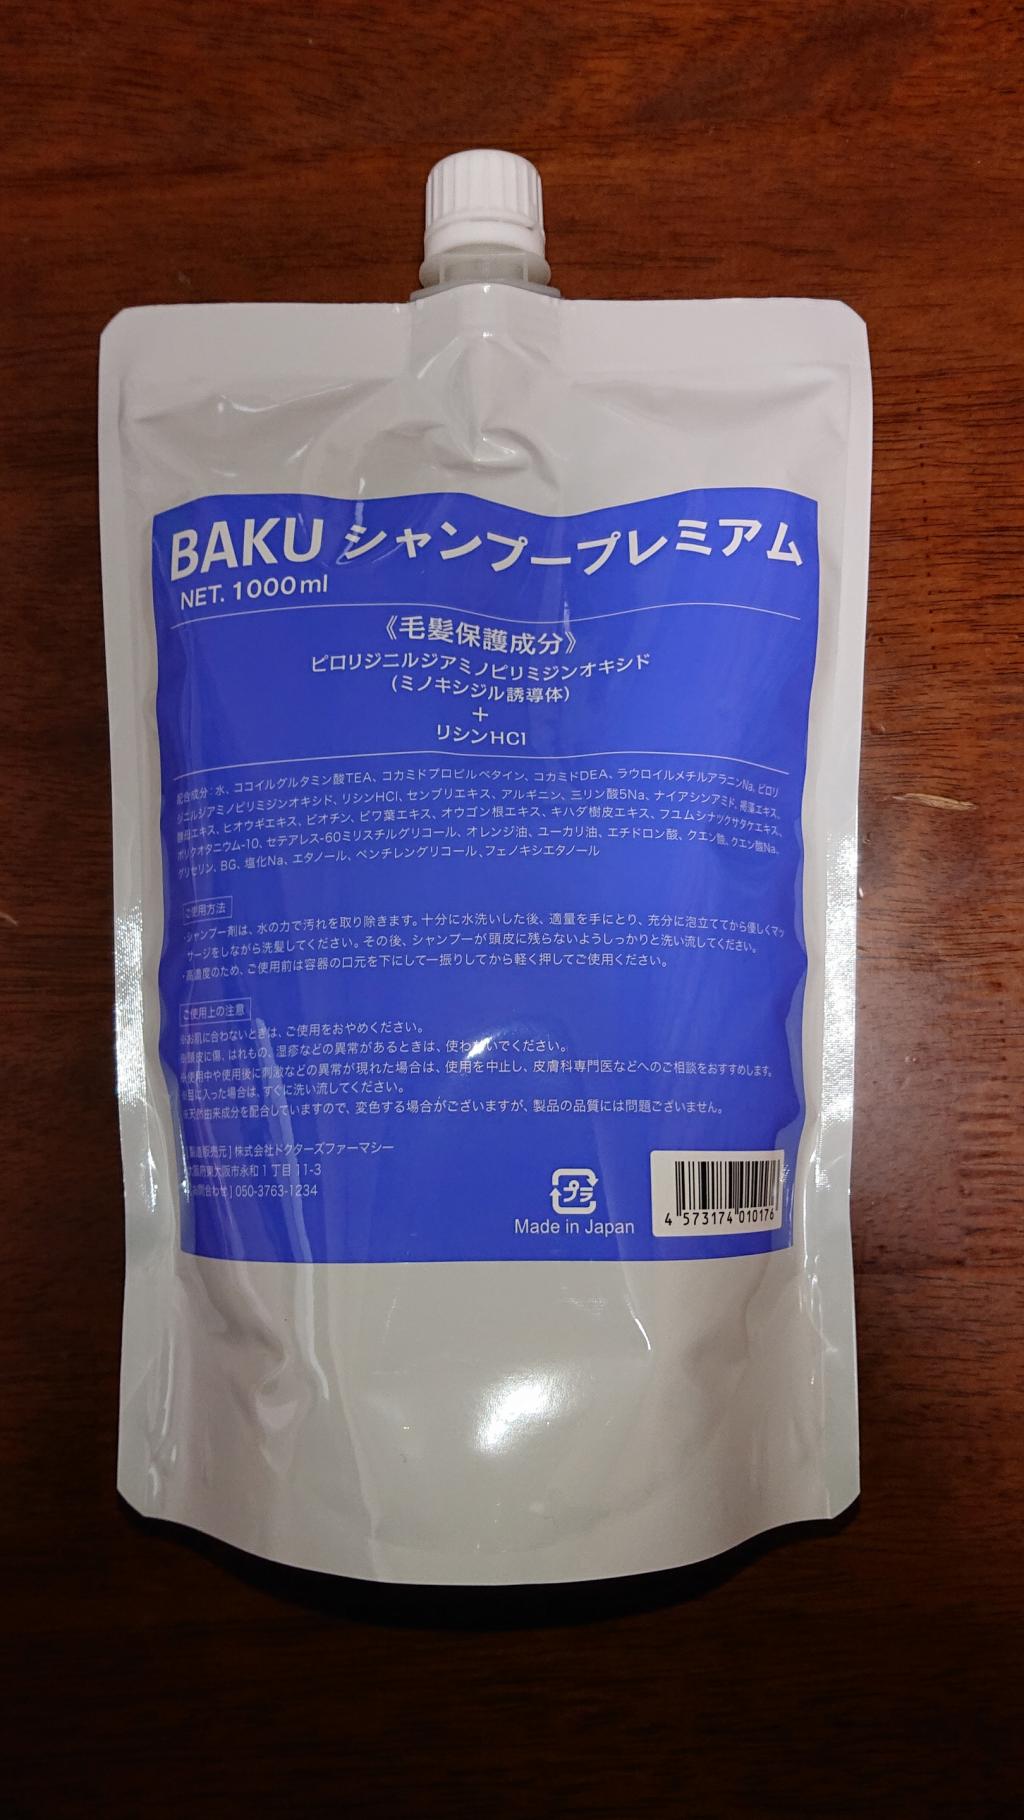 BAKU シャンプープレミアム
NET. 1000ml
《毛髪保護成分》
ピロリジニルジアミノピリミジンオキシド
(ミノキシジル誘導体)
+
リシンHCl
配合成分:水、ココイルグルタミン酸TEA、コカミドプロピルベタイン、コカミドDEA、ラウロイルメチルアラニンNa、ピロリ
ジニルジアミノピリミジンオキシド、リシンHCl、センブリエキス、アルギニン、三リン酸5Na、ナイアシンアミド、褐藻エキス、
酵母エキス、ヒオウギエキス、ビオチン、ビワ葉エキス、オウゴン根エキス、キハダ樹皮エキス、フユムシナツクサタケエキス、
ポリクオタニウム-10、セテアレス-60ミリスチルグリコール、オレンジ油、ユーカリ油、エチドロン酸、クエン酸、クエン酸Na、
グリセリン、BG、塩化Na、エタノール、ペンチレングリコール、フェノキシエタノール
ご使用方法
・シャンプー剤は、水の力で汚れを取り除きます。十分に水洗いした後、適量を手にとり、充分に泡立ててから優しくマッ
サージをしながら洗髪してください。その後、シャンプーが頭皮に残らないようしっかりと洗い流してください。
・高濃度のため、ご使用前は容器の口元を下にして一振りしてから軽く押してご使用ください。
ご使用上の注意
※お肌に合わないときは、ご使用をおやめください。
※頭皮に傷、はれもの、湿疹などの異常があるときは、使わないでください。
※使用中や使用後に刺激などの異常が現れた場合は、使用を中止し、皮膚科専門医などへのご相談をおすすめします。
※目に入った場合は、すぐに洗い流してください。
※天然由来成分を配合していますので、変色する場合がございますが、製品の品質には問題ございません。
[製造販売元]株式会社ドクターズファーマシー
大阪府東大阪市永和1丁目11-3
[お問合わせ]050-3763-1234
プラ
Made in Japan
4 573174 010176